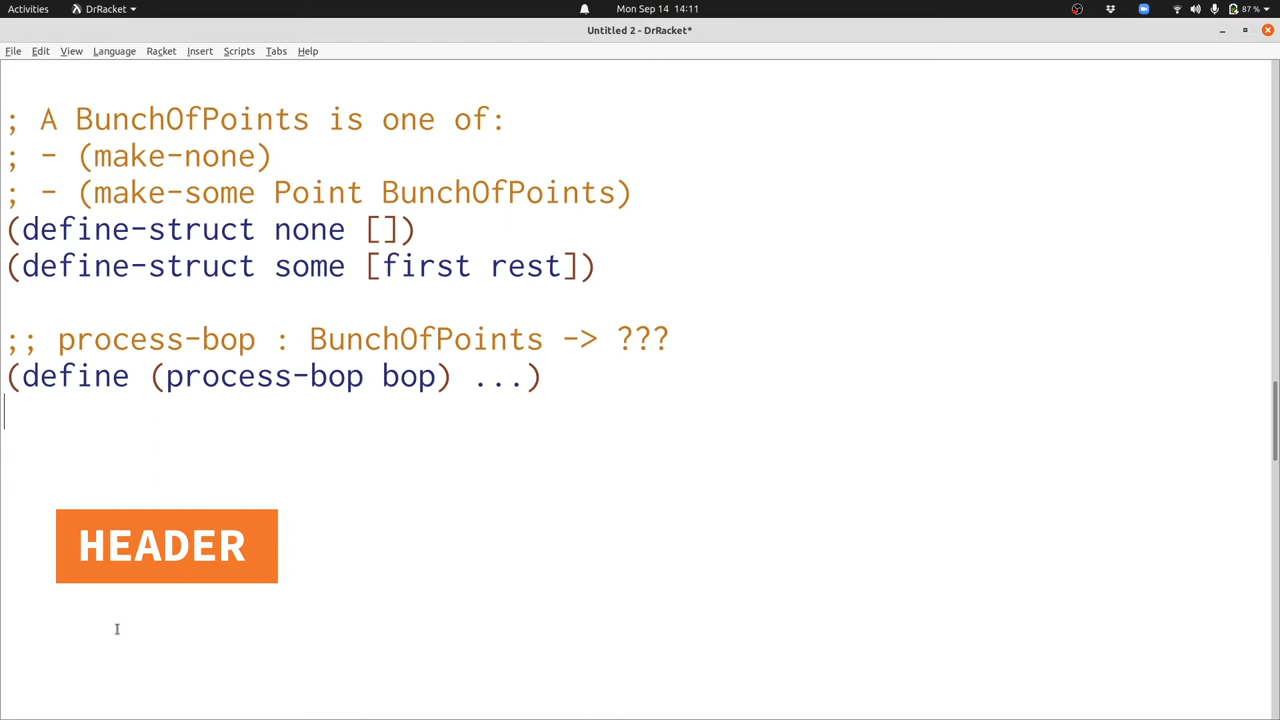 Activities DrRacket Mon Sep 14 14:11 87 %
Untitled 2 - DrRacket*
File Edit View Language Racket Insert Scripts Tabs Help
; A BunchOfPoints is one of:
; - (make-none)
; - (make-some Point BunchOfPoints)
(define-struct none [])
(define-struct some [first rest])
;; process-bop : BunchOfPoints -> ???
(define (process-bop bop) ...)
HEADER